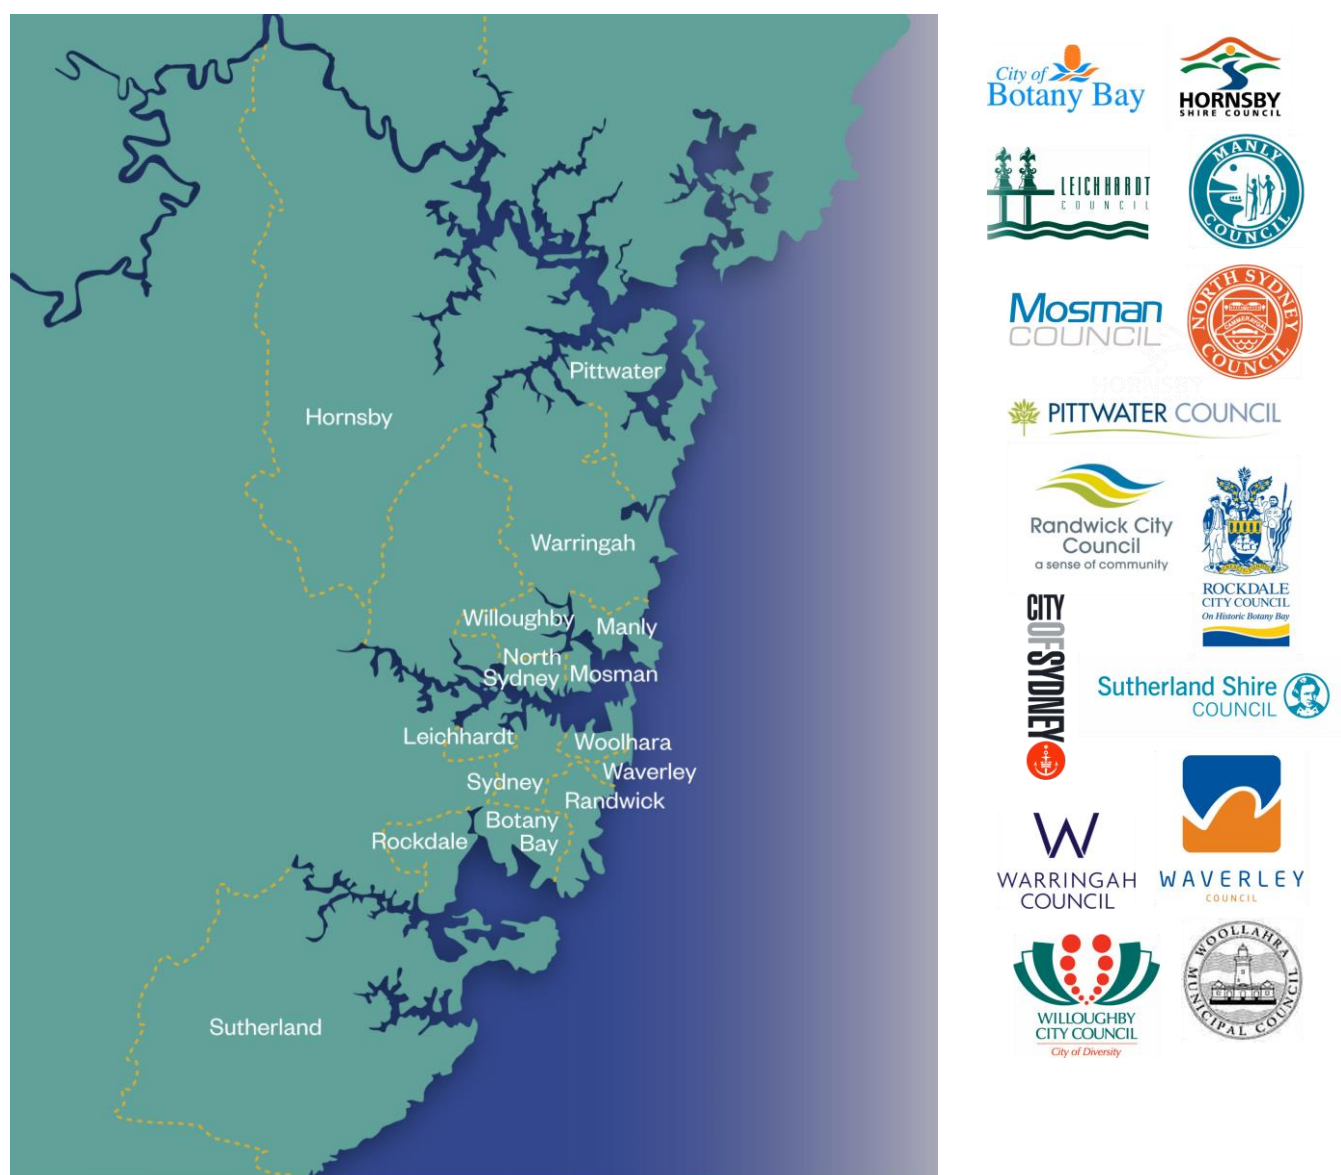 Pittwater
Hornsby
Warringah
Willoughby
Manly
North
Sydney
Mosman
Leichhardt
Woolhara
Waverley
Sydney
Randwick
Botany
Bay
Rockdale
Sutherland
City of
Botany Bay
HORNSBY
SHIRE COUNCIL
LEICHHARDT
COUNCIL
MANLY
COUNCIL
Mosman
COUNCIL
NORTH SYDNEY
CAMMERAYGAL
COUNCIL
HORNSBY
PITTWATER COUNCIL
Randwick City
Council
a sense of community
ROCKDALE
CITY COUNCIL
On Historic Botany Bay
CITYOFSYDNEY
Sutherland Shire
COUNCIL
WARRINGAH
COUNCIL
WAVERLEY
COUNCIL
WILLOUGHBY
CITY COUNCIL
City of Diversity
WOOLLAHRA
MUNICIPAL COUNCIL